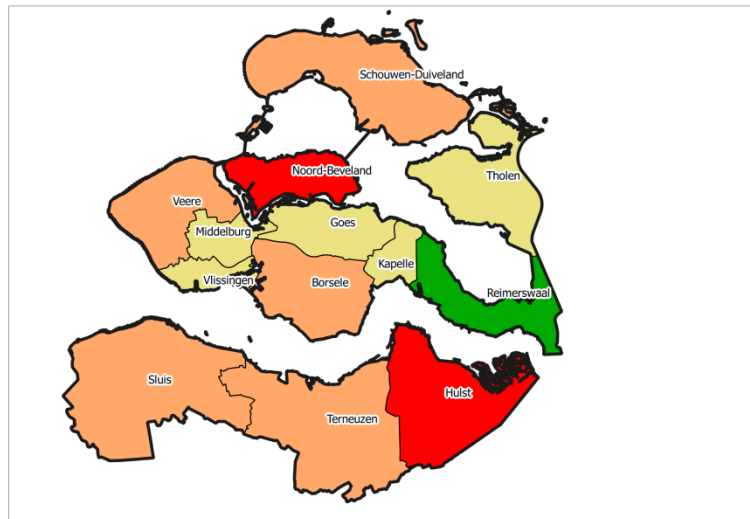 Schouwen-Duiveland
Noord-Beveland
Tholen
Veere
Goes
Middelburg
Kapelle
Vlissingen
Borsele
Reimerswaal
Sluis
Hulst
Terneuzen